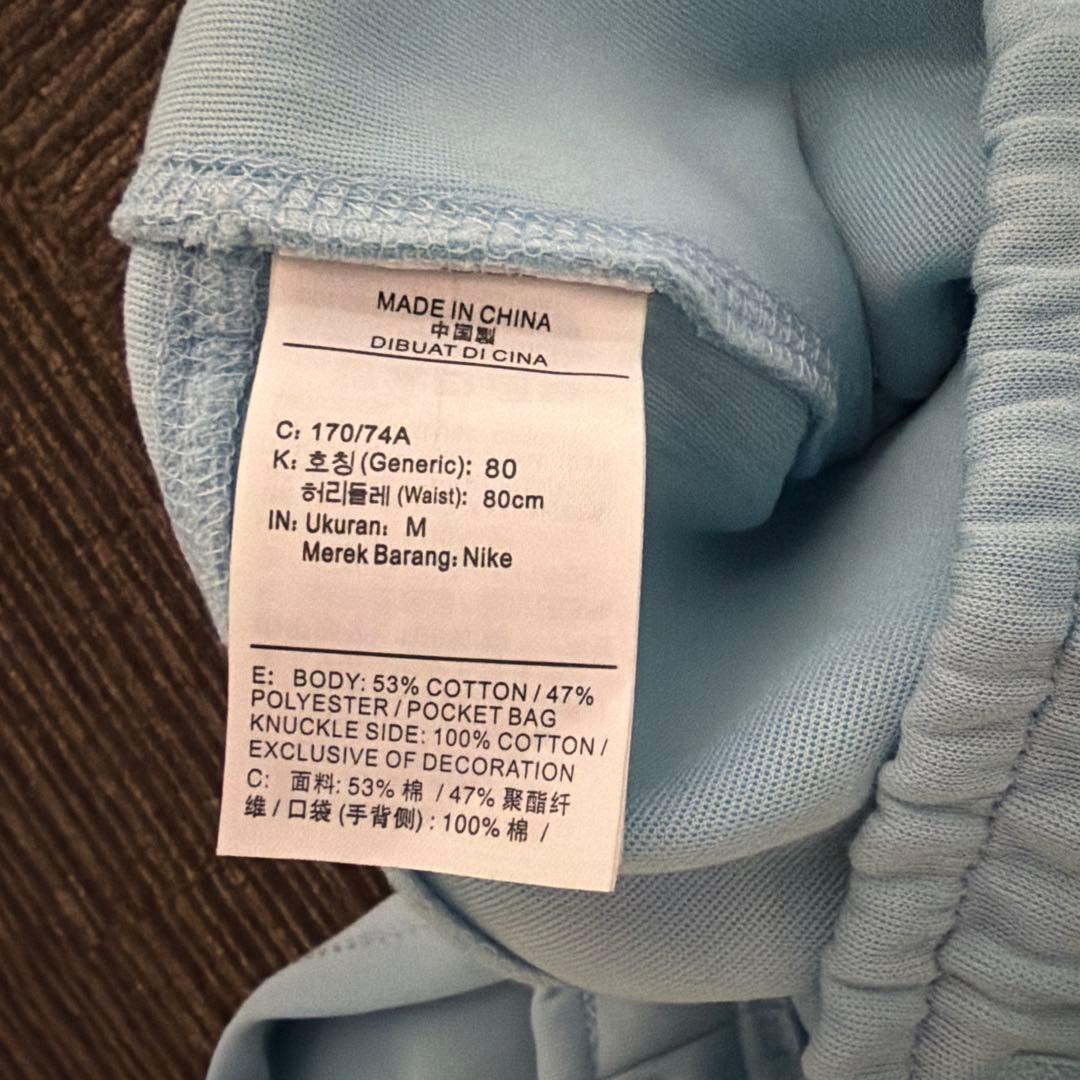 MADE IN CHINA
中国製
DIBUAT DI CINA
C: 170/74A
K: 호칭 (Generic): 80
허리둘레 (Waist): 80cm
IN: Ukuran: M
Merek Barang: Nike
E: BODY: 53% COTTON / 47%
POLYESTER / POCKET BAG
KNUCKLE SIDE: 100% COTTON /
EXCLUSIVE OF DECORATION
C: 面料: 53% 棉 / 47% 聚酯纤
维 / 口袋 (手背侧) : 100% 棉 /